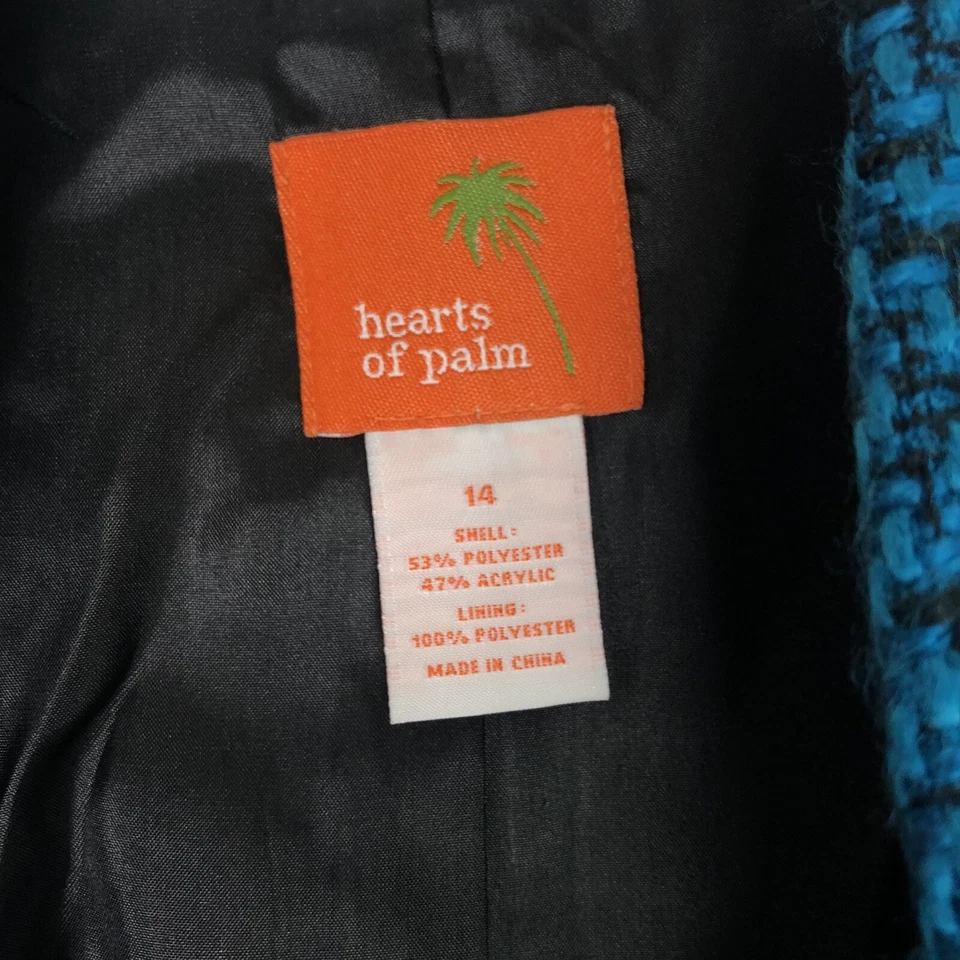 hearts
of palm
14
SHELL:
53% POLYESTER
47% ACRYLIC
LINING:
100% POLYESTER
MADE IN CHINA